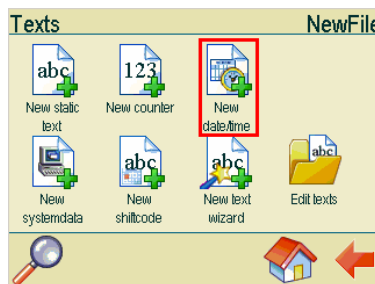 Texts NewFile
abc 123
New static text New counter New date/time
abc abc abc
New systemdata New shiftcode New text wizard Edit texts